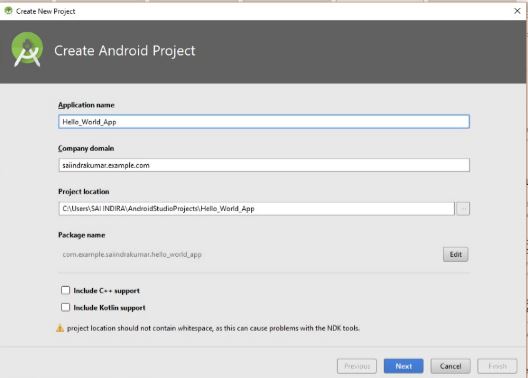 Create New Project
Create Android Project
Application name
Hello_World_App
Company domain
saiindrakumar.example.com
Project location
C:\Users\SAI INDIRA\AndroidStudioProjects\Hello_World_App
...
Package name
com.example.saiindrakumar.hello_world_app
Edit
Include C++ support
Include Kotlin support
project location should not contain whitespace, as this can cause problems with the NDK tools.
Previous Next Cancel Finish